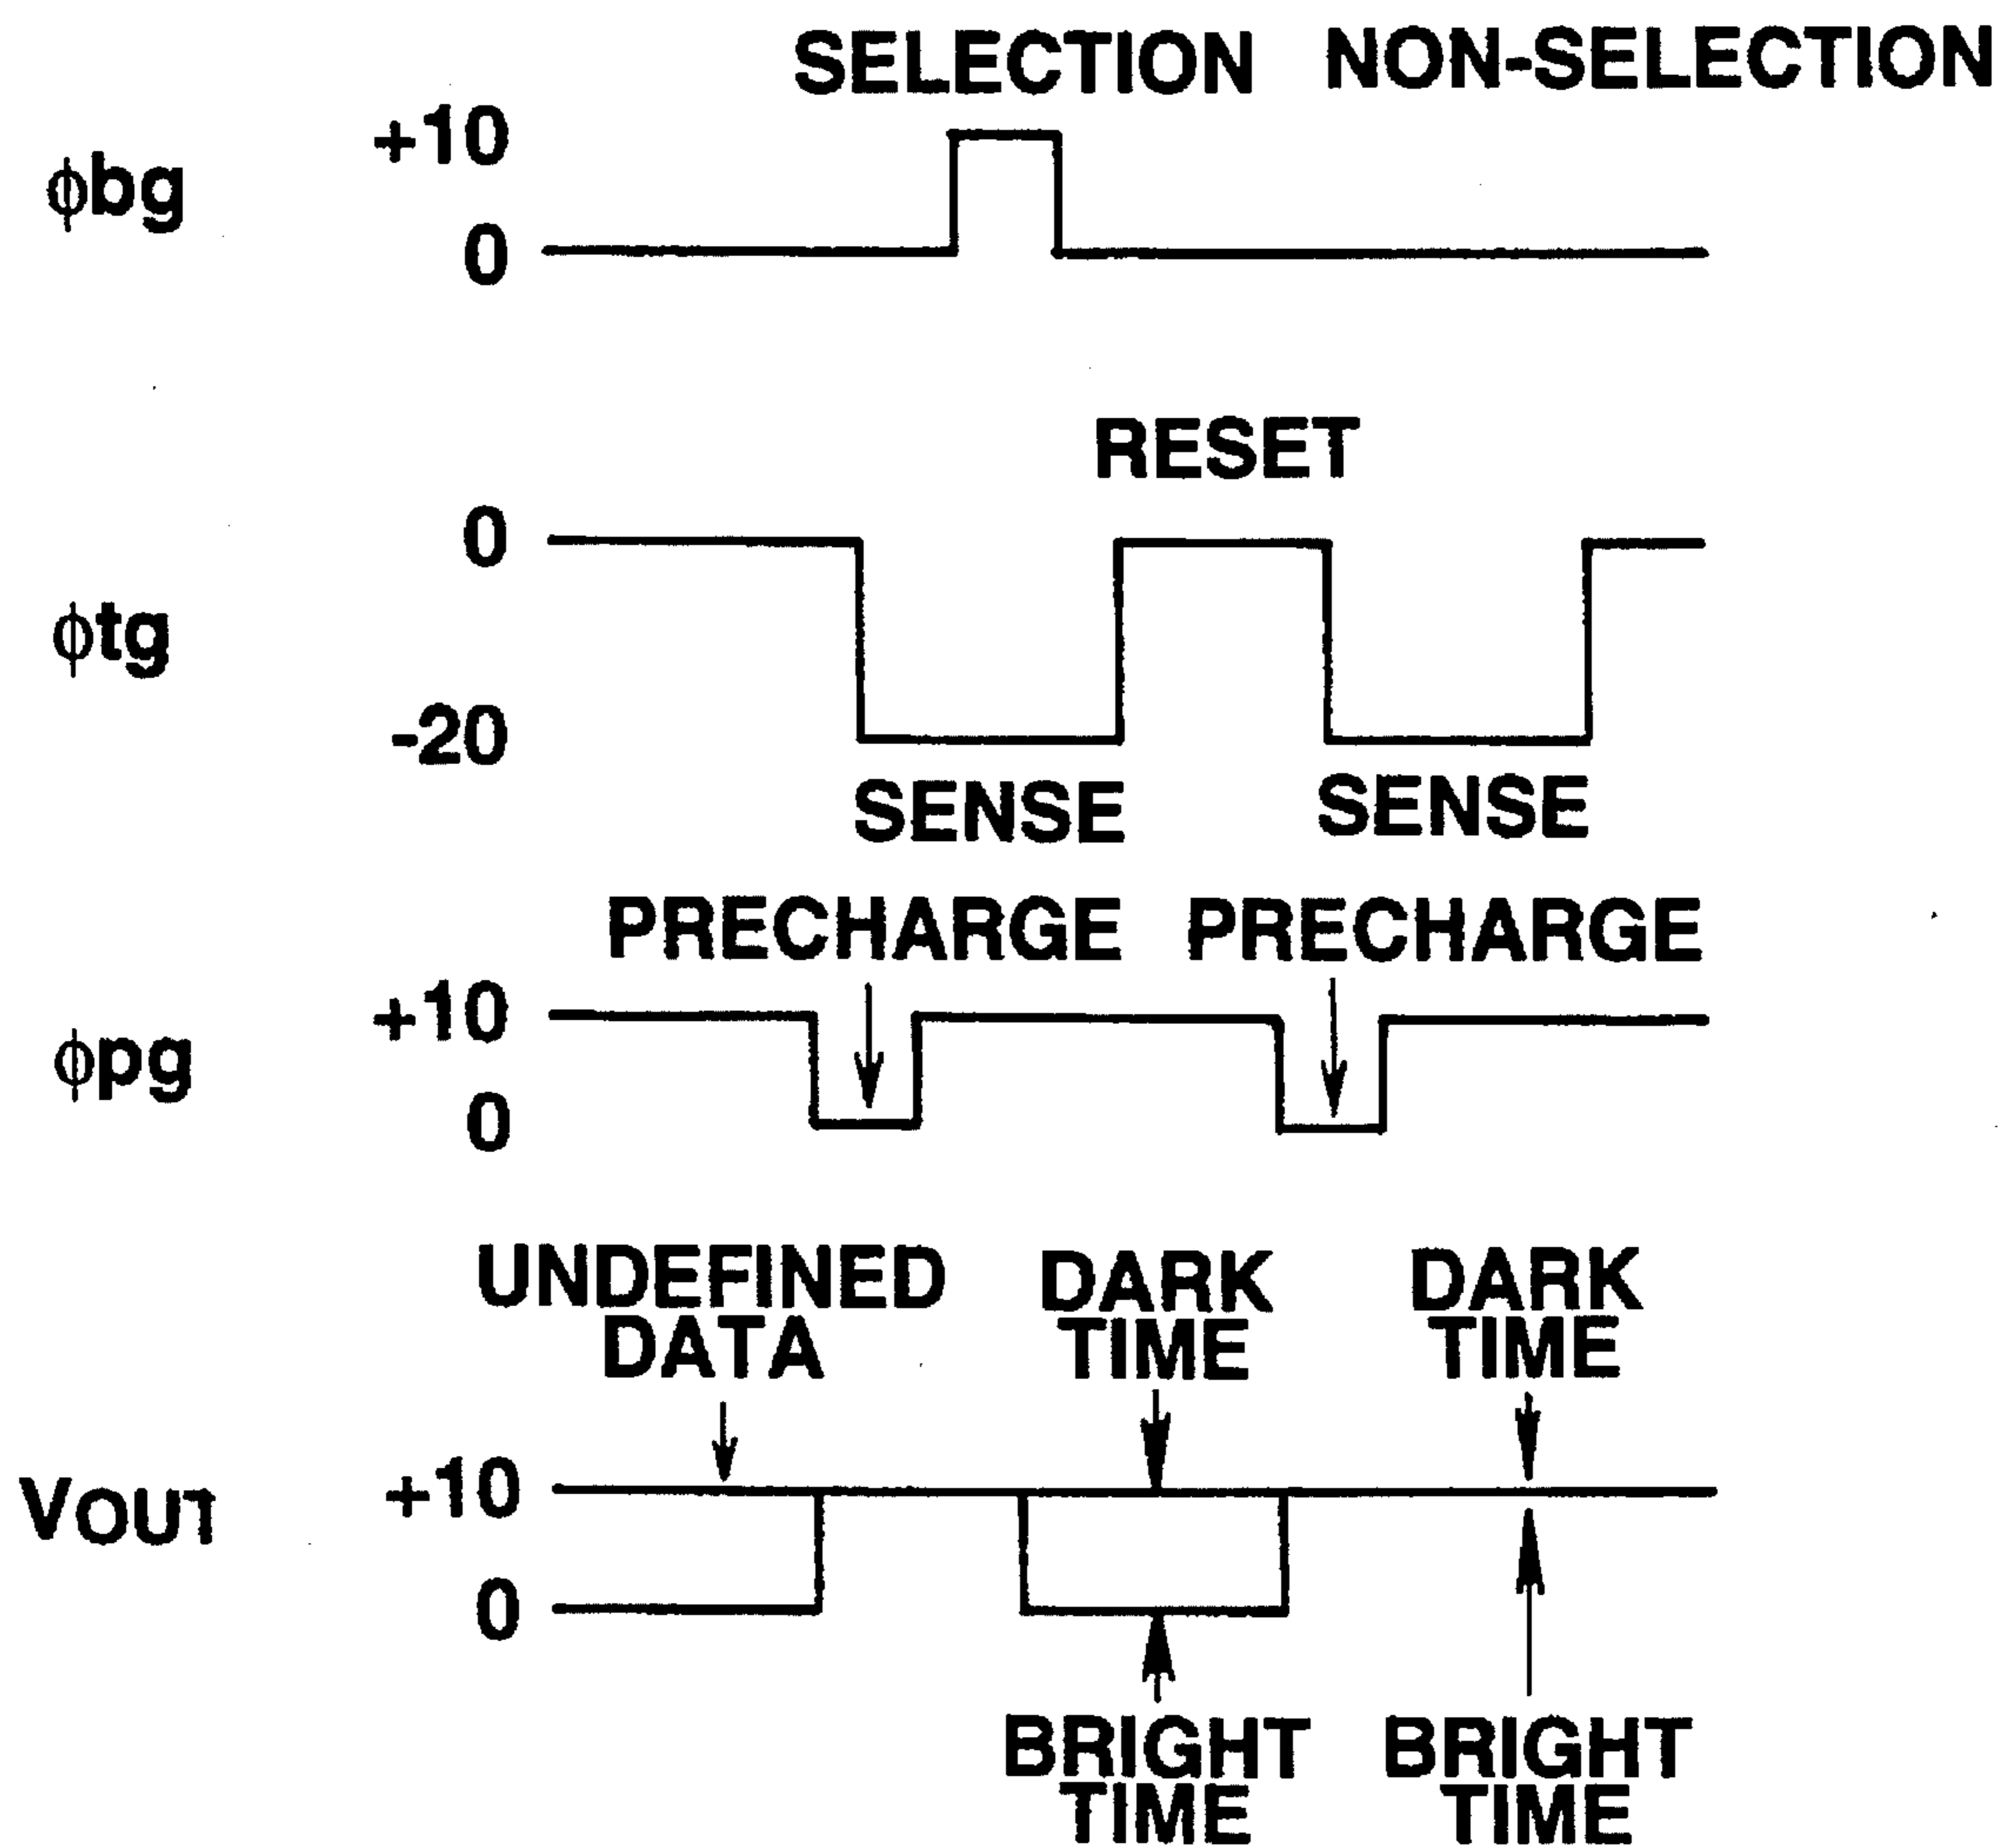 SELECTION NON-SELECTION
+10
ϕbg
0
RESET
0
ϕtg
-20
SENSE SENSE
PRECHARGE PRECHARGE
+10
ϕpg
0
UNDEFINED DATA
DARK TIME
DARK TIME
VOUT
+10
0
BRIGHT TIME
BRIGHT TIME